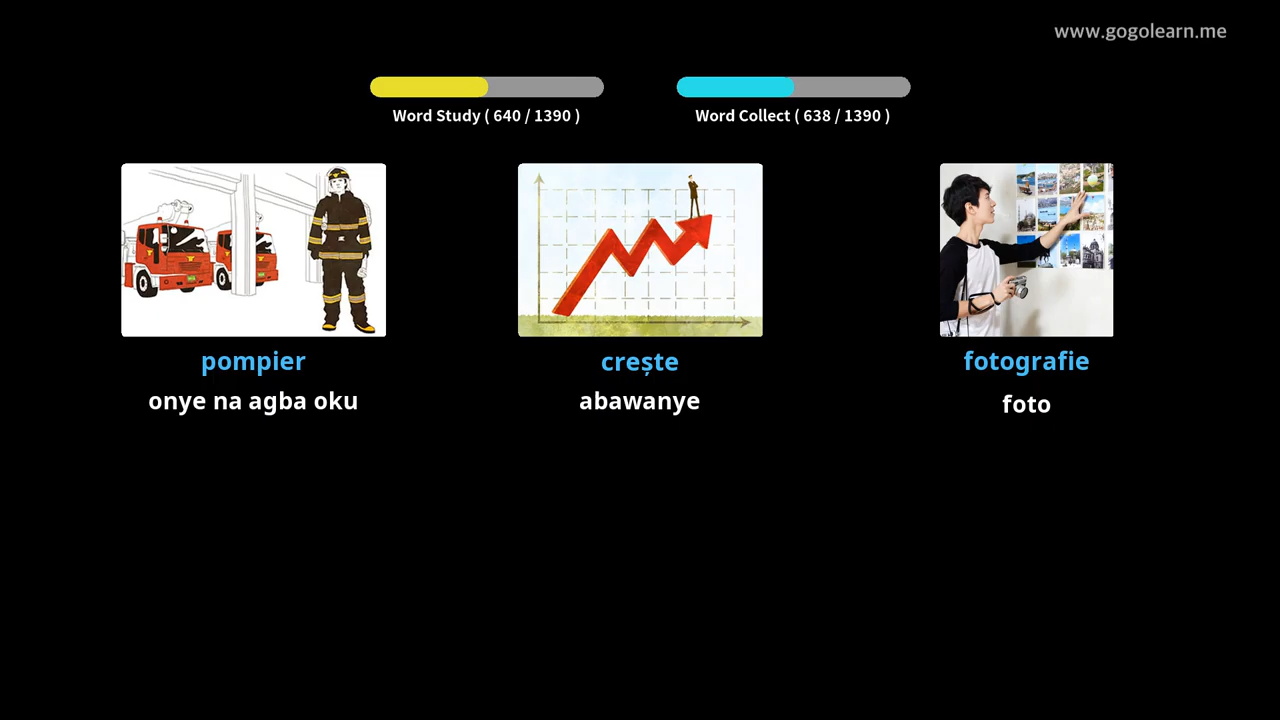 www.gogolearn.me
Word Study ( 640 / 1390 )
Word Collect ( 638 / 1390 )
pompier
crește
fotografie
onye na agba oku
abawanye
foto